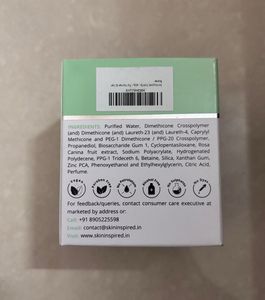 INGREDIENTS: Purified Water, Dimethicone Crosspolymer
(and) Dimethicone (and) Laureth-23 (and) Laureth-4, Caprylyl
Methicone and PEG-1 Dimethicone / PPG-20 Crosspolymer,
Propanediol, Biosaccharide Gum 1, Cyclopentasiloxane, Rosa
Canina fruit extract, Sodium Polyacrylate, Hydrogenated
Polydecene, PPG-1 Trideceth 6, Betaine, Silica, Xanthan Gum,
Zinc PCA, Phenoxyethanol and EthylHexylglycerin, Citric Acid,
Perfume.
For feedback/queries, contact consumer care executive at
marketed by address or:
Call: +91 8905225598
Email: contact@skininspired.in
Visit: www.skininspired.in